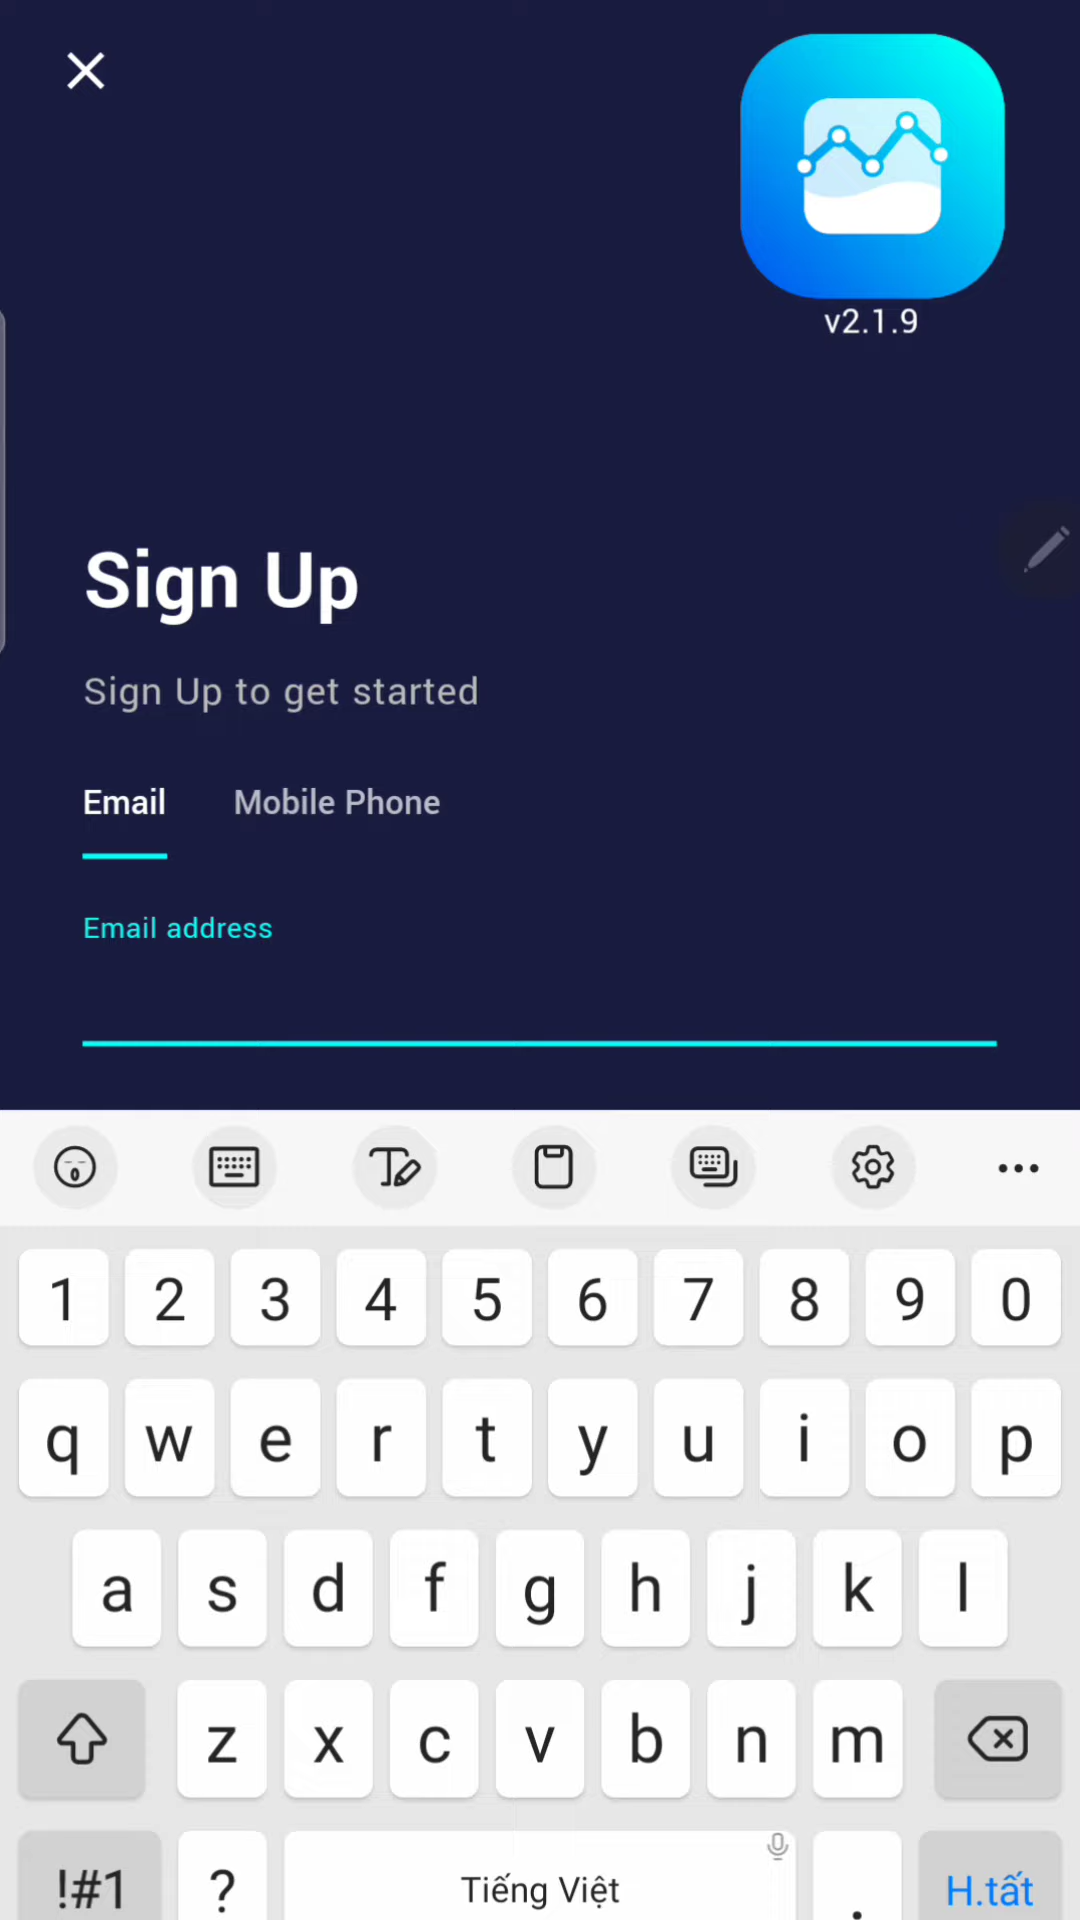 v2.1.9
Sign Up
Sign Up to get started
Email Mobile Phone
Email address
1 2 3 4 5 6 7 8 9 0
q w e r t y u i o p
a s d f g h j k l
z x c v b n m
!#1 ? Tiếng Việt . H.tất